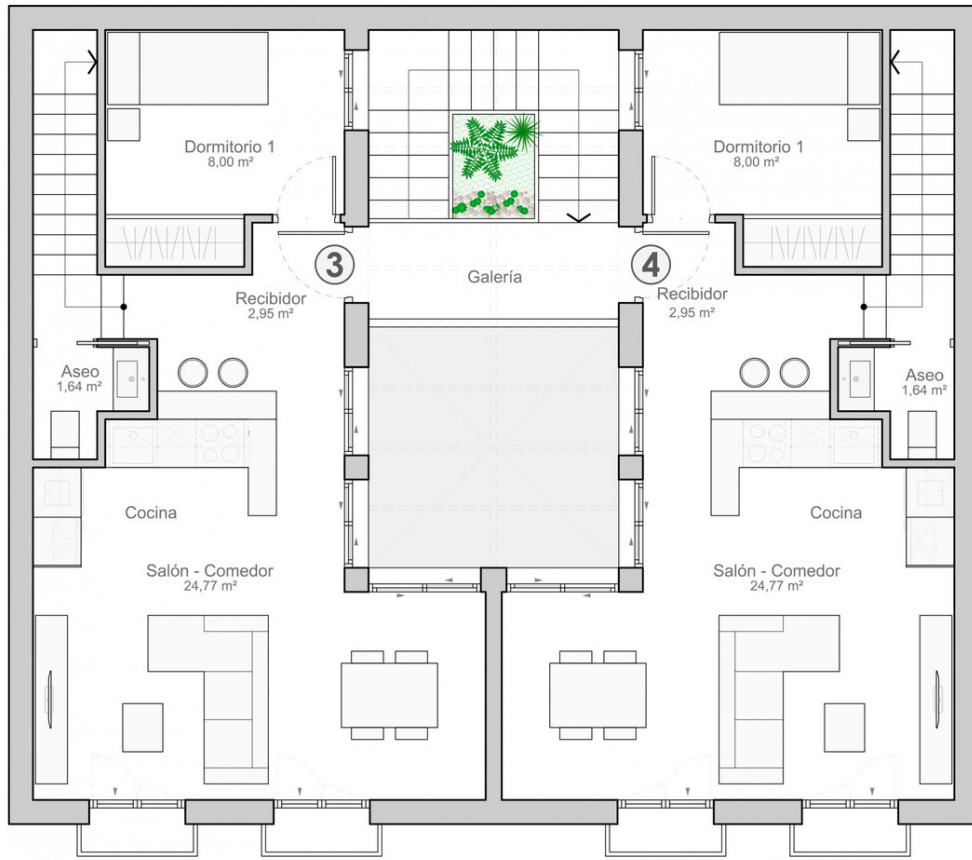 Dormitorio 1
8,00 m²
Dormitorio 1
8,00 m²
3
Galería
4
Recibidor
2,95 m²
Recibidor
2,95 m²
Aseo
1,64 m²
Aseo
1,64 m²
Cocina
Cocina
Salón - Comedor
24,77 m²
Salón - Comedor
24,77 m²